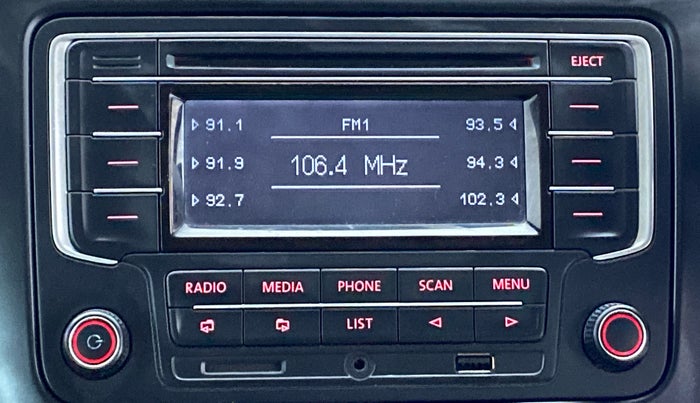 EJECT
91.1 FM1 93.5
91.9 106.4 MHz 94.3
92.7 102.3
RADIO MEDIA PHONE SCAN MENU
LIST